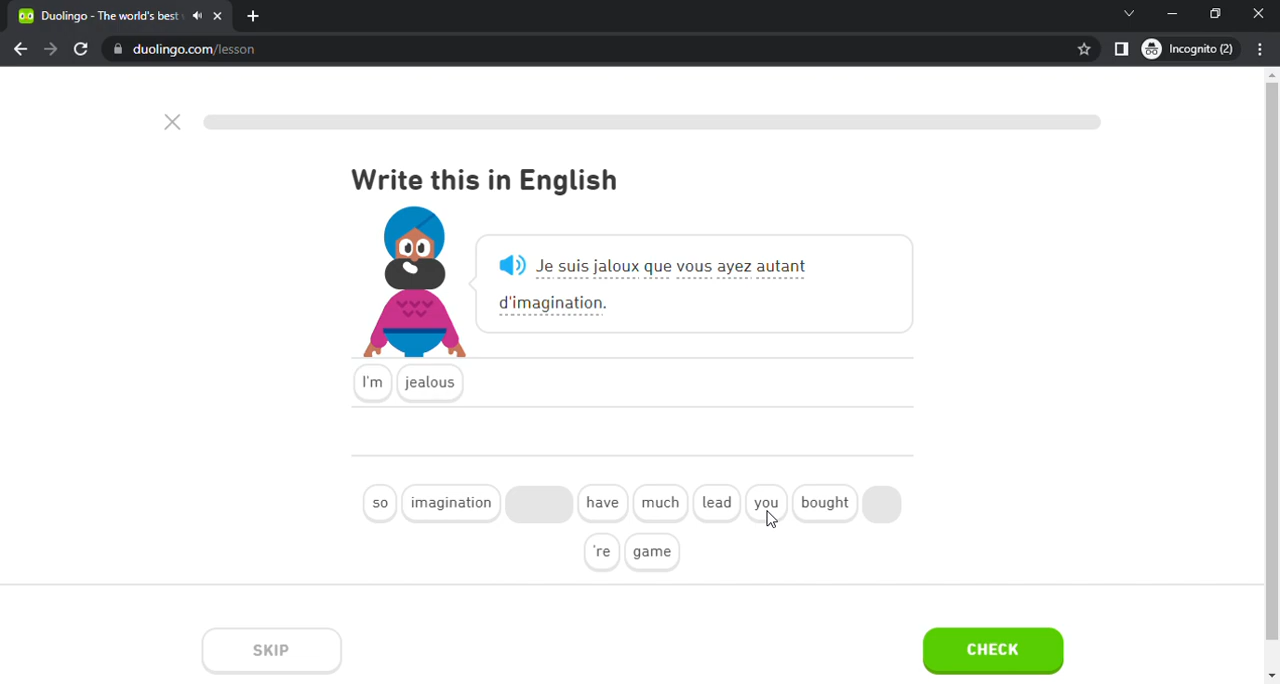 Duolingo - The world's best
duolingo.com/lesson
Incognito (2)
Write this in English
Je suis jaloux que vous ayez autant
d'imagination.
I'm jealous
so imagination have much lead you bought
're game
SKIP
CHECK